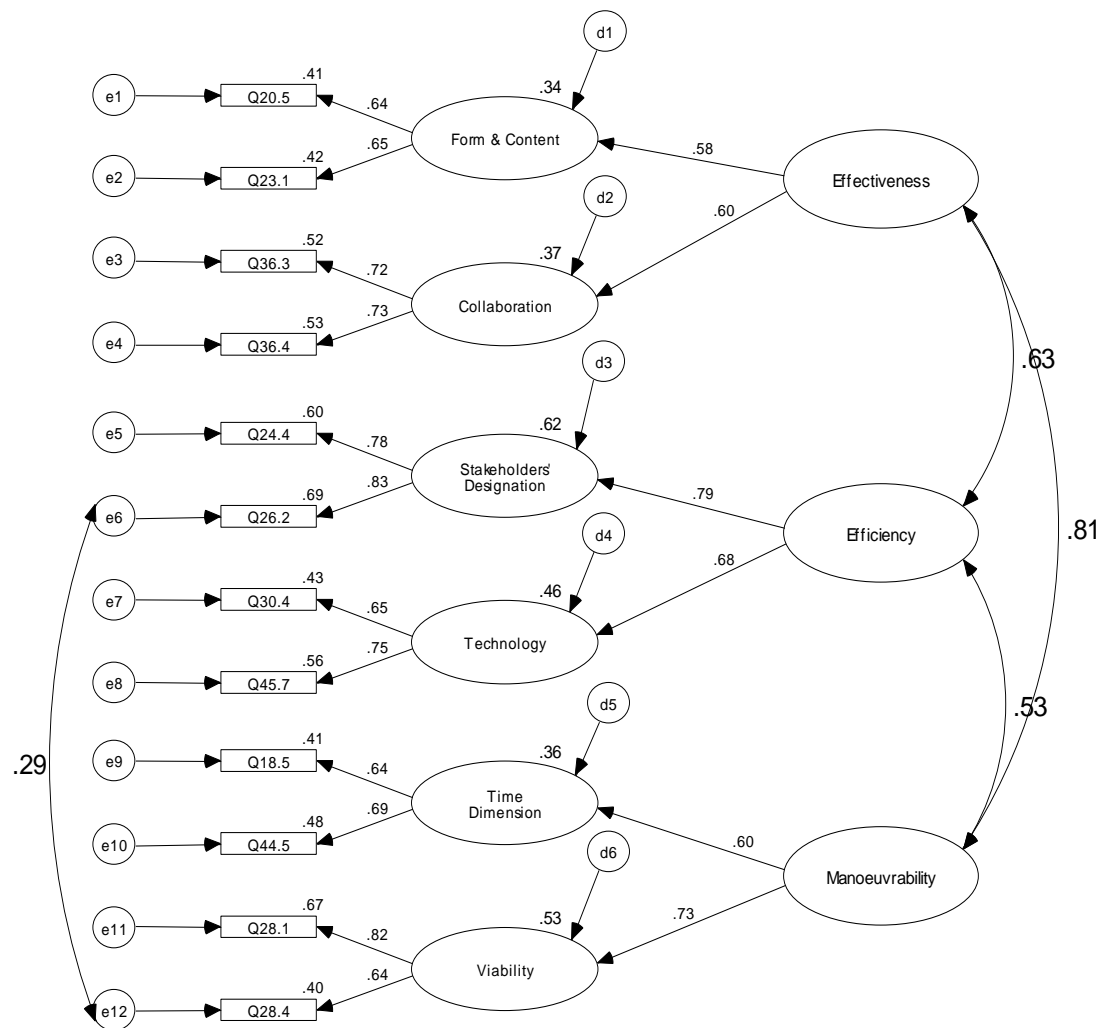 d1
.41
.34
e1
Q20.5
.64
Form & Content
.58
.42
.65
e2
Q23.1
Effectiveness
d2
.60
.52
.37
e3
Q36.3
.72
Collaboration
.53
.73
e4
Q36.4
d3
.63
.60
.62
e5
Q24.4
.78
Stakeholders'
Designation
.69
.83
.79
e6
Q26.2
Efficiency
.81
d4
.68
.43
.46
e7
Q30.4
.65
Technology
.56
.75
e8
Q45.7
d5
.53
.29
.41
.36
e9
Q18.5
.64
Time
Dimension
.48
.69
.60
e10
Q44.5
d6
Manoeuvrability
.73
.67
.53
e11
Q28.1
.82
Viability
.40
.64
e12
Q28.4